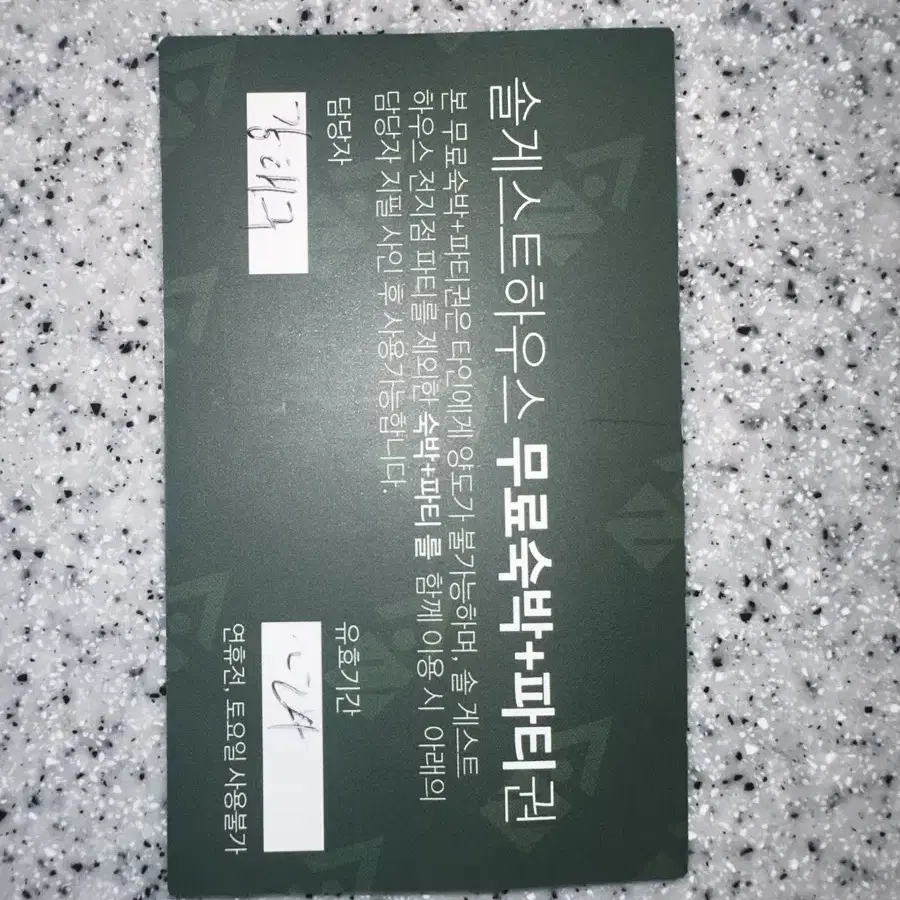 솔게스트하우스 무료숙박+파티권
본 무료숙박+파티권은 타인에게 양도가 불가능하며, 솔 게스트
하우스 전지점 파티를 제외한 숙박+파티를 함께 이용 시 아래의
담당자 지필 사인 후 사용가능합니다.
담당자
유효기간
연휴전, 토요일 사용불가